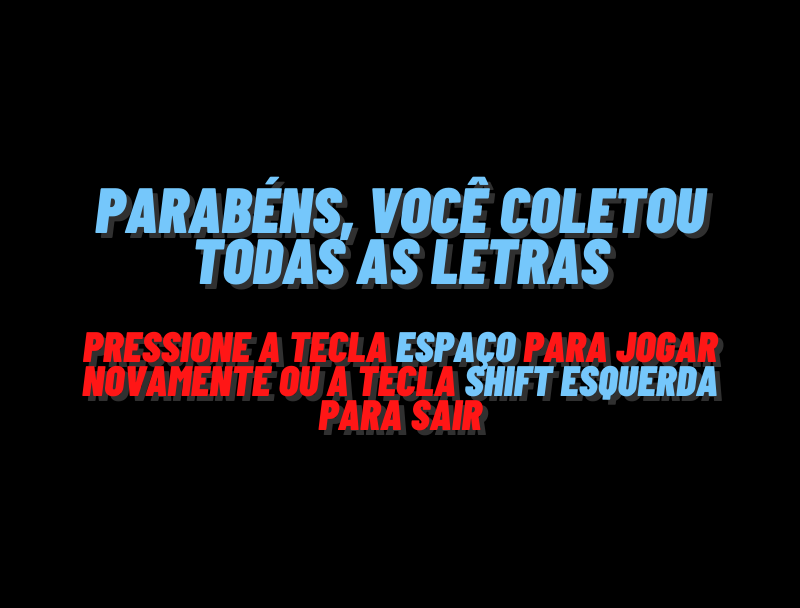 PARABÉNS, VOCÊ COLETOU
TODAS AS LETRAS
PRESSIONE A TECLA ESPAÇO PARA JOGAR
NOVAMENTE OU A TECLA SHIFT ESQUERDA
PARA SAIR